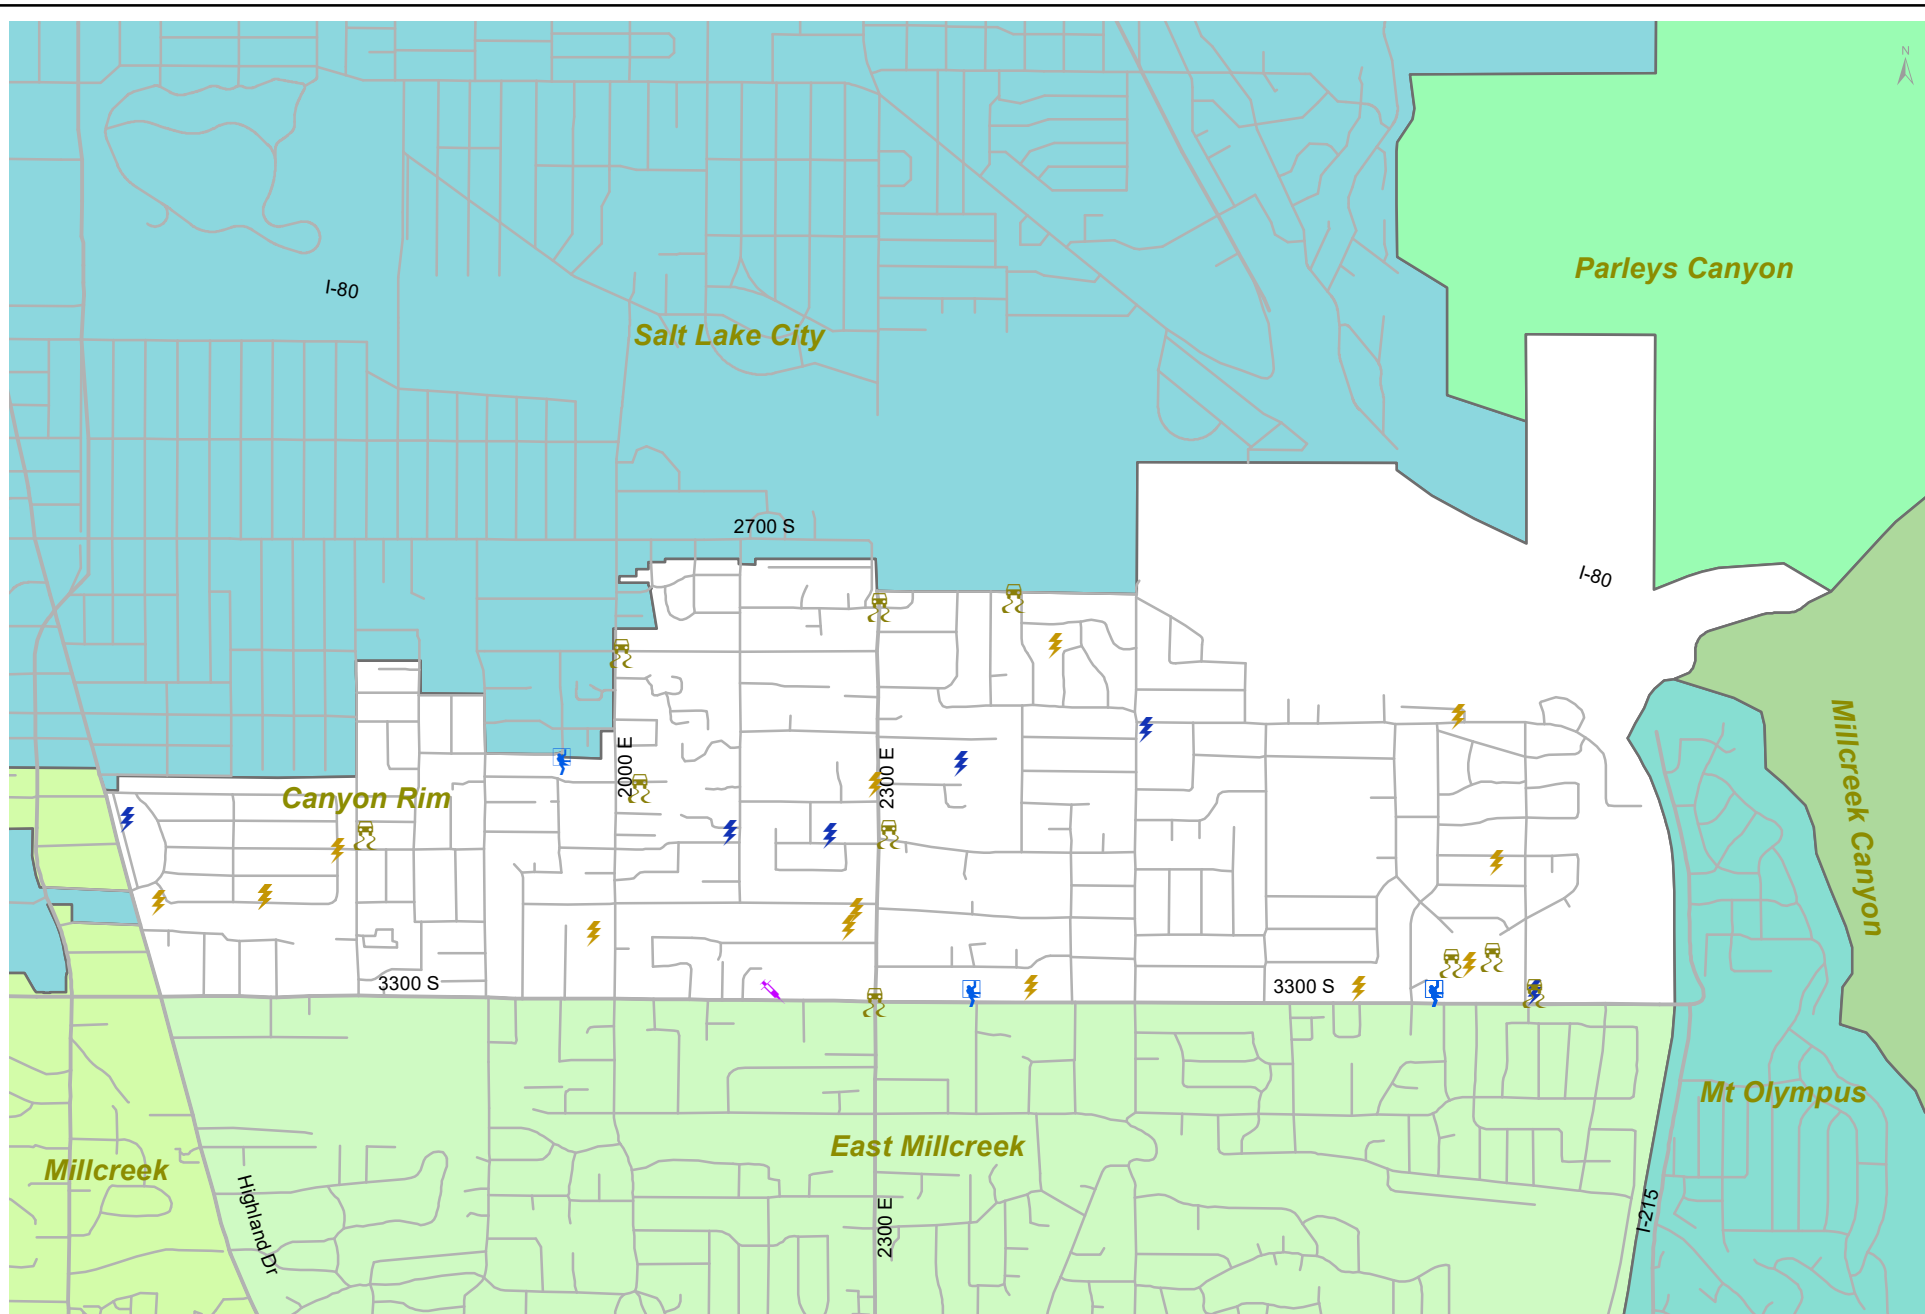 N
Parleys Canyon
I-80
Salt Lake City
2700 S
I-80
Canyon Rim
2000 E
2300 E
Millcreek Canyon
3300 S
3300 S
Mt Olympus
East Millcreek
Millcreek
Highland Dr
2300 E
I-215